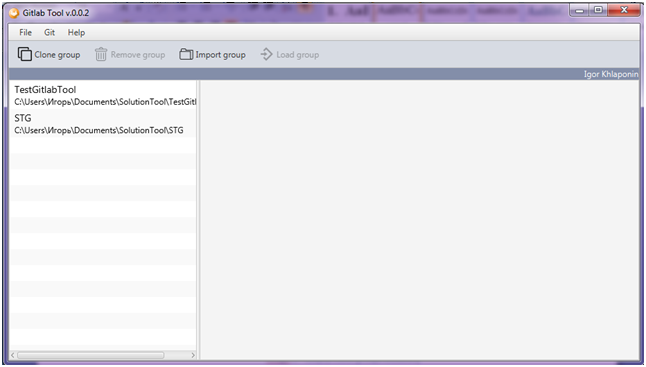 Gitlab Tool v.0.0.2
File Git Help
Clone group Remove group Import group Load group
Igor Khlaponin
TestGitlabTool
C:\Users\Игорь\Documents\SolutionTool\TestGitl
STG
C:\Users\Игорь\Documents\SolutionTool\STG